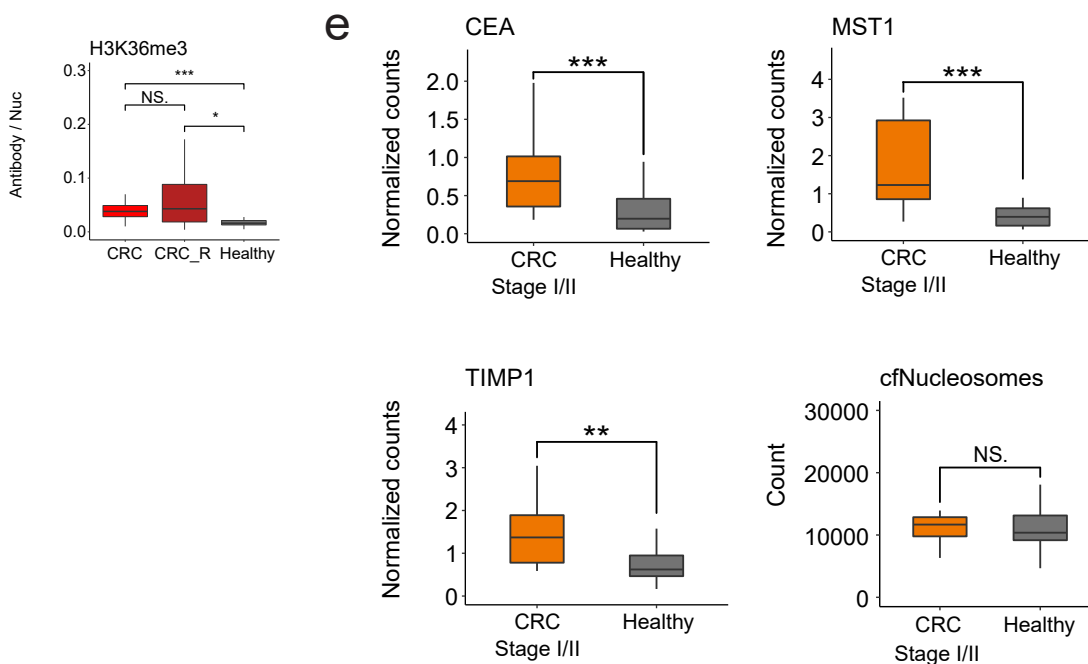 H3K36me3
Antibody / Nuc
0.3
0.2
0.1
0.0
***
NS.
*
CRC CRC_R Healthy
e
CEA
Normalized counts
2.0
1.5
1.0
0.5
0.0
***
CRC Healthy
Stage I/II
MST1
Normalized counts
4
3
2
1
0
***
CRC Healthy
Stage I/II
TIMP1
Normalized counts
4
3
2
1
0
**
CRC Healthy
Stage I/II
cfNucleosomes
Count
30000
20000
10000
0
NS.
CRC Healthy
Stage I/II